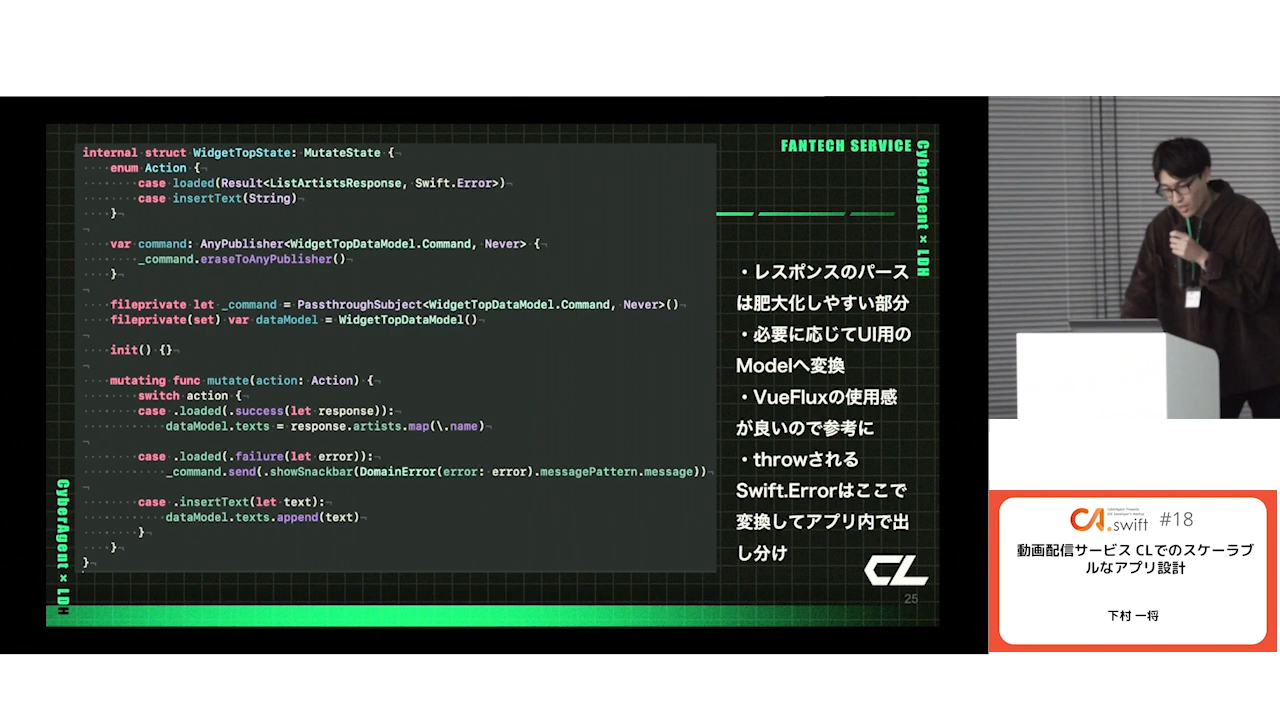 internal struct WidgetTopState: MutateState {
enum Action {
case loaded(Result<ListArtistsResponse, Swift.Error>)
case insertText(String)
}
var command: AnyPublisher<WidgetTopDataModel.Command, Never> {
_command.eraseToAnyPublisher()
}
fileprivate let _command = PassthroughSubject<WidgetTopDataModel.Command, Never>()
fileprivate(set) var dataModel = WidgetTopDataModel()
init() {}
mutating func mutate(action: Action) {
switch action {
case .loaded(.success(let response)):
dataModel.texts = response.artists.map(\.name)
case .loaded(.failure(let error)):
_command.send(.showSnackbar(DomainError(error: error).messagePattern.message))
case .insertText(let text):
dataModel.texts.append(text)
}
}
}
FANTECH SERVICE
CyberAgent × LDH
・レスポンスのパース
は肥大化しやすい部分
・必要に応じてUI用の
Modelへ変換
・VueFluxの使用感
が良いので参考に
・throwされる
Swift.Errorはここで
変換してアプリ内で出
し分け
CL
25
CyberAgent × LDH
CA.swift #18
動画配信サービス CLでのスケーラブ
ルなアプリ設計
下村 一将